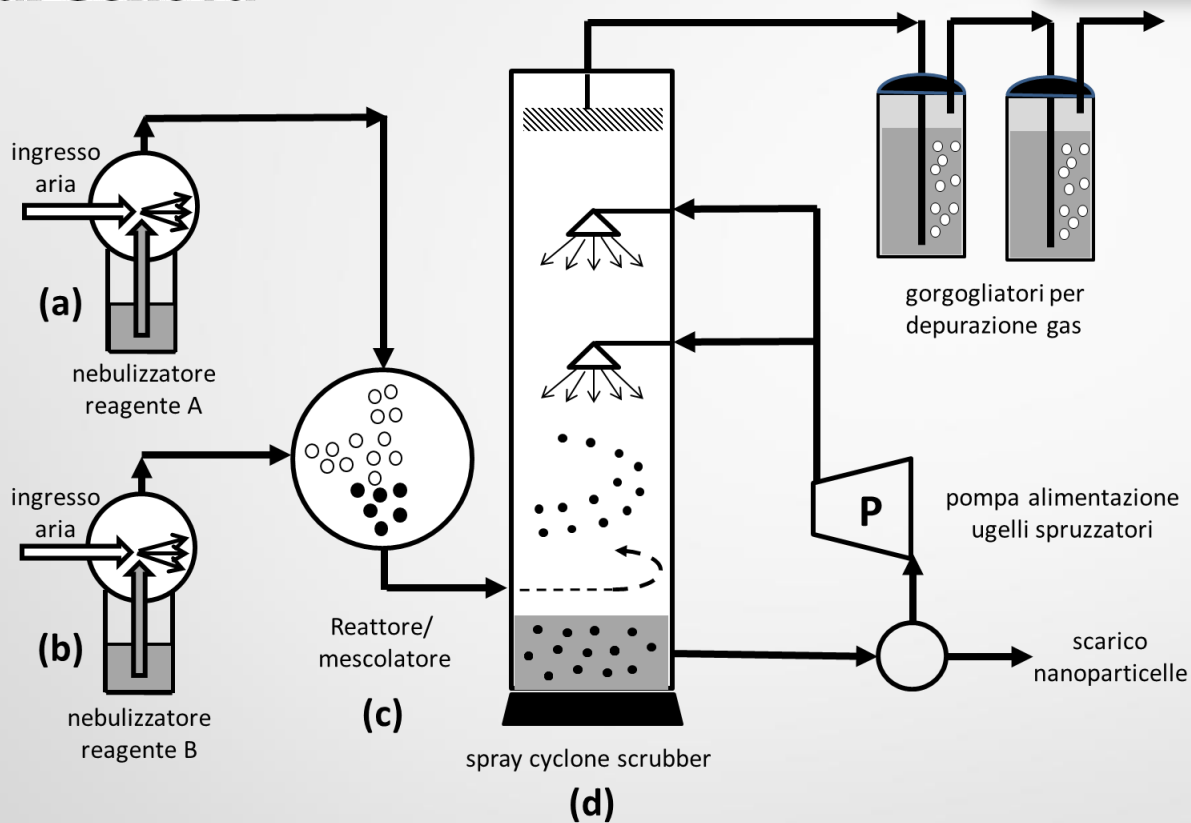 ingresso
aria
(a)
nebulizzatore
reagente A
ingresso
aria
(b)
nebulizzatore
reagente B
Reattore/
mescolatore
(c)
spray cyclone scrubber
(d)
gorgogliatori per
depurazione gas
P
pompa alimentazione
ugelli spruzzatori
scarico
nanoparticelle